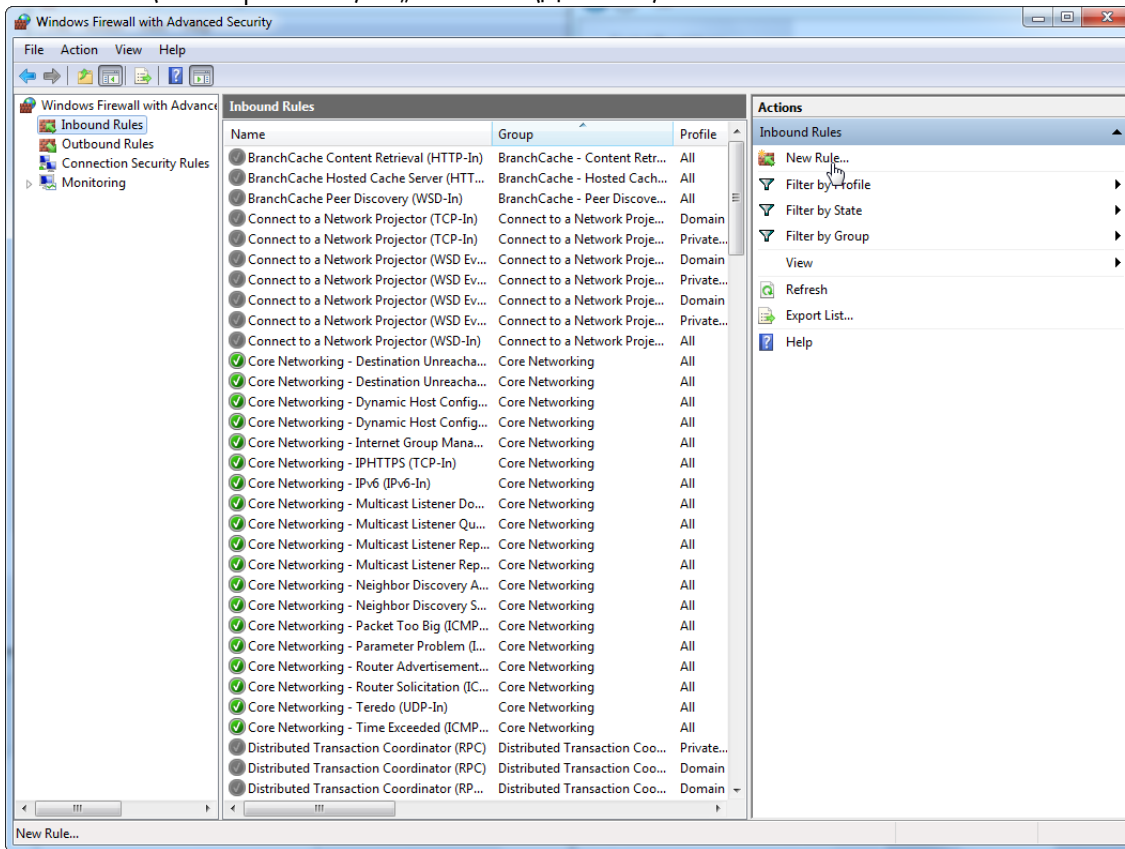 Windows Firewall with Advanced Security
File Action View Help
Windows Firewall with Advance
Inbound Rules
Outbound Rules
Connection Security Rules
Monitoring
Inbound Rules
Name Group Profile
BranchCache Content Retrieval (HTTP-In) BranchCache - Content Retr... All
BranchCache Hosted Cache Server (HTT... BranchCache - Hosted Cach... All
BranchCache Peer Discovery (WSD-In) BranchCache - Peer Discove... All
Connect to a Network Projector (TCP-In) Connect to a Network Proje... Domain
Connect to a Network Projector (TCP-In) Connect to a Network Proje... Private...
Connect to a Network Projector (WSD Ev... Connect to a Network Proje... Domain
Connect to a Network Projector (WSD Ev... Connect to a Network Proje... Private...
Connect to a Network Projector (WSD Ev... Connect to a Network Proje... Domain
Connect to a Network Projector (WSD Ev... Connect to a Network Proje... Private...
Connect to a Network Projector (WSD-In) Connect to a Network Proje... All
Core Networking - Destination Unreacha... Core Networking All
Core Networking - Destination Unreacha... Core Networking All
Core Networking - Dynamic Host Config... Core Networking All
Core Networking - Dynamic Host Config... Core Networking All
Core Networking - Internet Group Mana... Core Networking All
Core Networking - IPHTTPS (TCP-In) Core Networking All
Core Networking - IPv6 (IPv6-In) Core Networking All
Core Networking - Multicast Listener Do... Core Networking All
Core Networking - Multicast Listener Qu... Core Networking All
Core Networking - Multicast Listener Rep... Core Networking All
Core Networking - Multicast Listener Rep... Core Networking All
Core Networking - Neighbor Discovery A... Core Networking All
Core Networking - Neighbor Discovery S... Core Networking All
Core Networking - Packet Too Big (ICMP... Core Networking All
Core Networking - Parameter Problem (I... Core Networking All
Core Networking - Router Advertisement... Core Networking All
Core Networking - Router Solicitation (IC... Core Networking All
Core Networking - Teredo (UDP-In) Core Networking All
Core Networking - Time Exceeded (ICMP... Core Networking All
Distributed Transaction Coordinator (RPC) Distributed Transaction Coo... Private...
Distributed Transaction Coordinator (RPC) Distributed Transaction Coo... Domain
Distributed Transaction Coordinator (RP... Distributed Transaction Coo... Domain
Actions
Inbound Rules
New Rule...
Filter by Profile
Filter by State
Filter by Group
View
Refresh
Export List...
Help
New Rule...